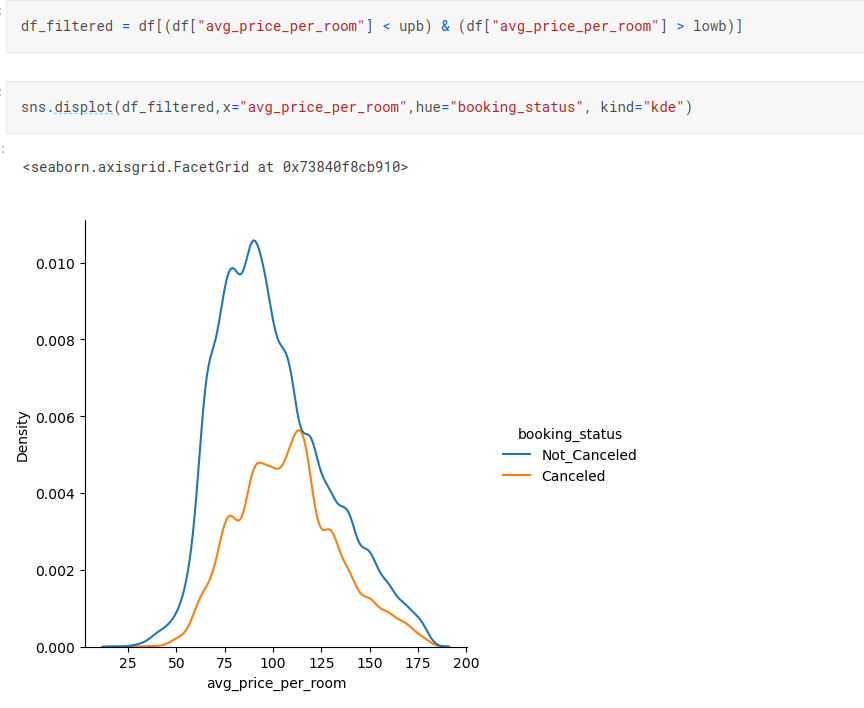 df_filtered = df[(df["avg_price_per_room"] < upb) & (df["avg_price_per_room"] > lowb)]
sns.displot(df_filtered,x="avg_price_per_room",hue="booking_status", kind="kde")
<seaborn.axisgrid.FacetGrid at 0x73840f8cb910>
0.010
0.008
0.006
0.004
0.002
0.000
Density
25 50 75 100 125 150 175 200
avg_price_per_room
booking_status
Not_Canceled
Canceled